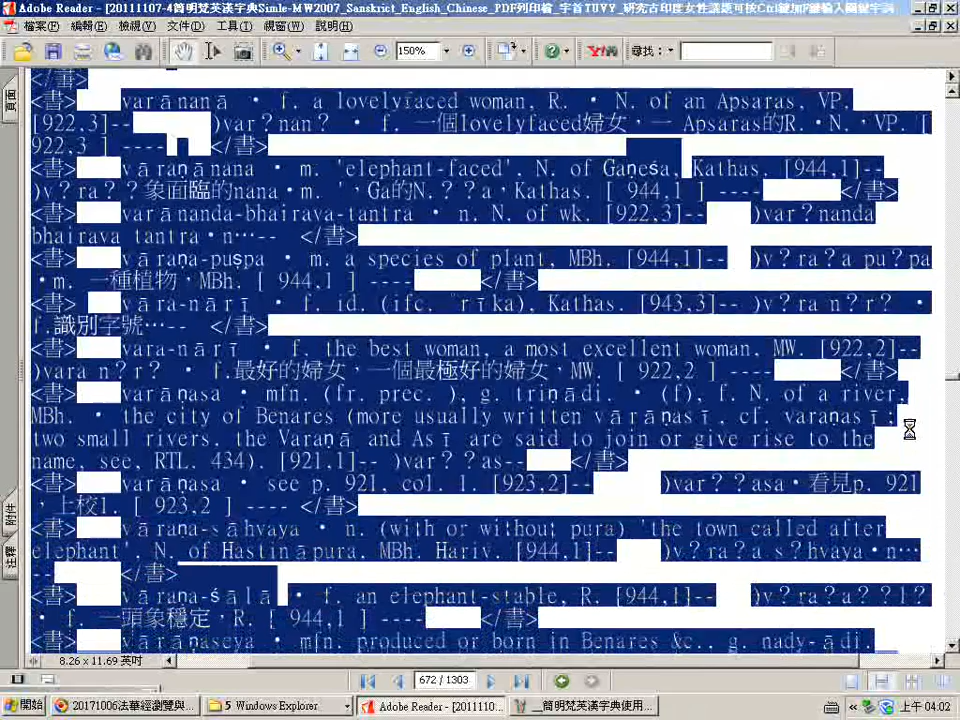 Adobe Reader - [20111107-4簡明梵英漢字典Simle-MW2007_Sanskrict_English_Chinese_PDF列印檔_字首TUVY_研究古印度女性議題可按Ctrl鍵加F鍵輸入關鍵字詞
檔案(F) 編輯(E) 檢視(V) 文件(D) 工具(T) 視窗(W) 說明(H)
150% 尋找:
</書>
<書> varānanā • f. a lovelyfaced woman, R. • N. of an Apsaras, VP.
[922,3]-- )var?nan? • f. 一個lovelyfaced婦女，一 Apsaras的R.•N.，VP. [
922,3 ] ---- </書>
<書> vāraṇānana • m. 'elephant-faced' N. of Gaṇeśa, Kathas. [944,1]--
)v?ra??象面臨的nana•m. '，Ga的N.??a，Kathas. [ 944,1 ] ---- </書>
<書> varānanda-bhairava-tantra • n. N. of wk. [922,3]-- )var?nanda
bhairava tantra•n…-- </書>
<書> vāraṇa-puṣpa • m. a species of plant, MBh. [944,1]-- )v?ra?a pu?pa
•m. 一種植物，MBh. [ 944,1 ] ---- </書>
<書> vāra-nārī • f. id. (ifc. °rīka), Kathas. [943,3]-- )v?ra n?r? •
f.識別字號…-- </書>
<書> vara-nārī • f. the best woman, a most excellent woman, MW. [922,2]--
)vara n?r? • f.最好的婦女，一個最極好的婦女，MW. [ 922,2 ] ---- </書>
<書> varaṇasa • mfn. (fr. prec. ), g. triṇādi. • (f), f. N. of a river,
MBh. • the city of Benares (more usually written vārāṇasī, cf. varaṇasī;
two small rivers, the Varaṇā and Asī are said to join or give rise to the
name, see, RTL. 434). [921,1]-- )var??as-- </書>
<書> varaṇasa • see p. 921, col. 1. [923,2]-- )var??asa•看見p. 921
，上校1. [ 923,2 ] ---- </書>
<書> vāraṇa-sāhvaya • n. (with or without pura) 'the town called after
elephant', N. of Hastināpura, MBh. Hariv. [944,1]-- )v?ra?a s?hvaya•n…
-- </書>
<書> vāraṇa-śālā • f. an elephant-stable, R. [944,1]-- )v?ra?a??l?
• f. 一頭象穩定，R. [ 944,1 ] ---- </書>
<書> vārāṇaseya • mfn. produced or born in Benares &c., g. nady-ādi.
頁面
附件
註釋
8.26 x 11.69 英吋
672 / 1303
開始 20171006法華經瀏覽與... 5 Windows Explorer Adobe Reader - [2011110... __簡明梵英漢字典使用... 上午 04:02